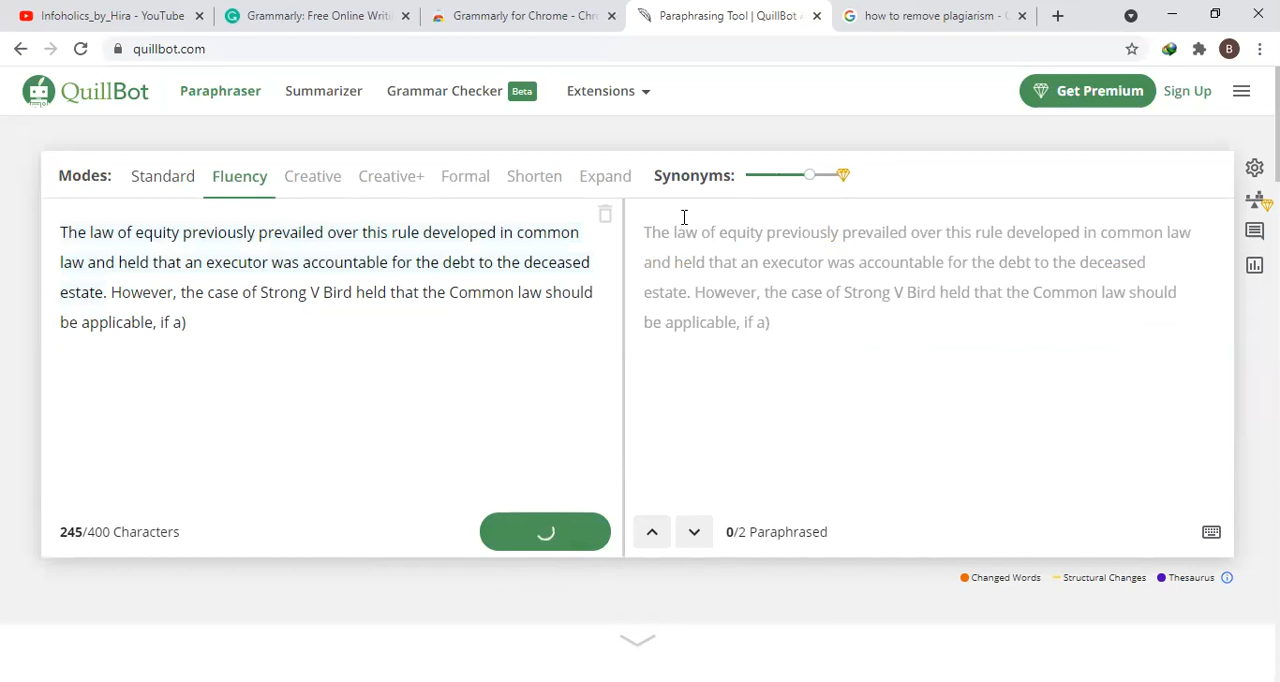 Infoholics_by_Hira - YouTube
Grammarly: Free Online Writi
Grammarly for Chrome - Chr
Paraphrasing Tool | QuillBot A
how to remove plagiarism - G
quillbot.com
B
QuillBot
Paraphraser
Summarizer
Grammar Checker Beta
Extensions
Get Premium
Sign Up
Modes: Standard Fluency Creative Creative+ Formal Shorten Expand Synonyms:
The law of equity previously prevailed over this rule developed in common
law and held that an executor was accountable for the debt to the deceased
estate. However, the case of Strong V Bird held that the Common law should
be applicable, if a)
The law of equity previously prevailed over this rule developed in common law
and held that an executor was accountable for the debt to the deceased
estate. However, the case of Strong V Bird held that the Common law should
be applicable, if a)
245/400 Characters
0/2 Paraphrased
Changed Words Structural Changes Thesaurus